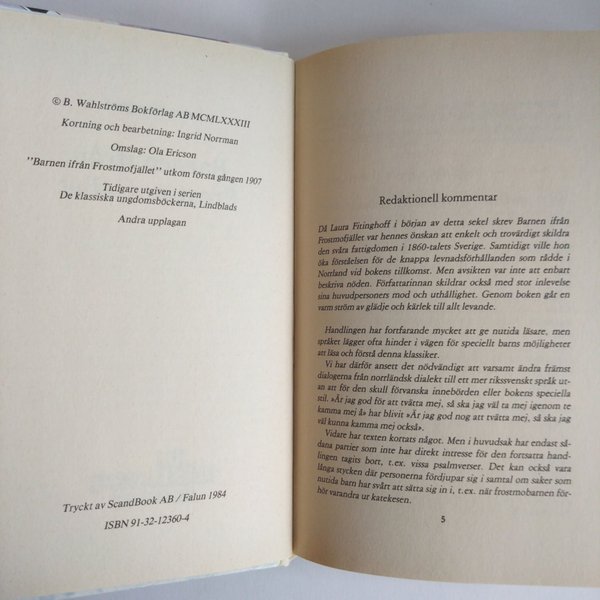 © B. Wahlströms Bokförlag AB MCMLXXXIII
Kortning och bearbetning: Ingrid Norrman
Omslag: Ola Ericson
"Barnen ifrån Frostmofjället" utkom första gången 1907
Tidigare utgiven i serien
De klassiska ungdomsböckerna, Lindblads
Andra upplagan
Tryckt av ScandBook AB / Falun 1984
ISBN 91-32-12360-4
Redaktionell kommentar
Då Laura Fitinghoff i början av detta sekel skrev Barnen ifrån
Frostmofjället var hennes önskan att enkelt och trovärdigt skildra
den svåra fattigdomen i 1860-talets Sverige. Samtidigt ville hon
öka förståelsen för de knappa levnadsförhållanden som rådde i
Norrland vid bokens tillkomst. Men avsikten var inte att enbart
beskriva nöden. Författarinnan skildrar också med stor inlevelse
sina huvudpersoners mod och uthållighet. Genom boken går en
varm ström av glädje och kärlek till allt levande.
Handlingen har fortfarande mycket att ge nutida läsare, men
språket lägger ofta hinder i vägen för speciellt barns möjligheter
att läsa och förstå denna klassiker.
Vi har därför ansett det nödvändigt att varsamt ändra främst
dialogerna från norrländsk dialekt till ett mer rikssvenskt språk ut-
an att för den skull förvanska innebörden eller bokens speciella
stil. »Är jag god för att tvätta mej, så ska jag väl ta mej igenom te
kamma mej å» har blivit »Är jag god nog att tvätta mej, så ska jag
väl kunna kamma mej också».
Vidare har texten kortats något. Men i huvudsak har endast så-
dana partier som inte har direkt intresse för den fortsatta hand-
lingen tagits bort, t.ex. vissa psalmverser. Det kan också vara
långa stycken där personerna fördjupar sig i samtal om saker som
nutida barn har svårt att sätta sig in i, t.ex. när frostmobarnen för-
hör varandra ur katekesen.
5